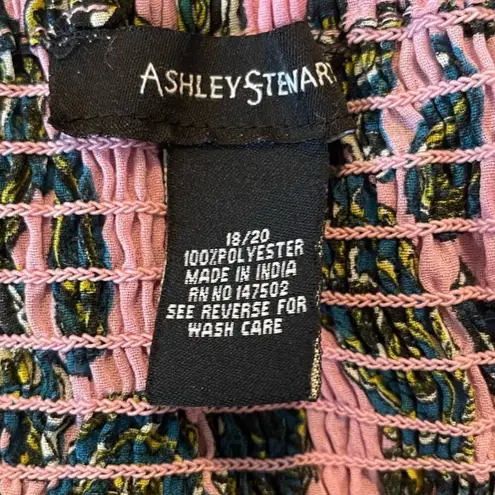 ASHLEY STEWART
18/20
100%POLYESTER
MADE IN INDIA
RN NO 147502
SEE REVERSE FOR
WASH CARE